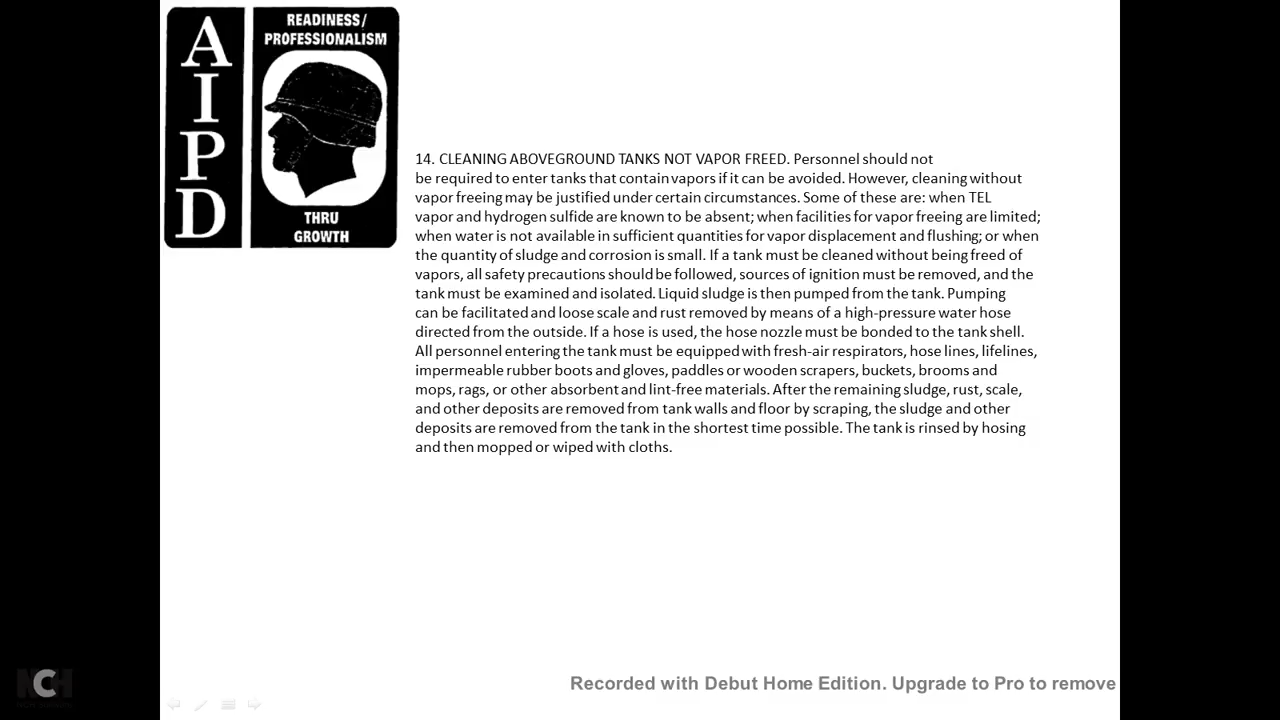 A
I
P
D
READINESS/
PROFESSIONALISM
THRU
GROWTH
14. CLEANING ABOVEGROUND TANKS NOT VAPOR FREED. Personnel should not
be required to enter tanks that contain vapors if it can be avoided. However, cleaning without
vapor freeing may be justified under certain circumstances. Some of these are: when TEL
vapor and hydrogen sulfide are known to be absent; when facilities for vapor freeing are limited;
when water is not available in sufficient quantities for vapor displacement and flushing; or when
the quantity of sludge and corrosion is small. If a tank must be cleaned without being freed of
vapors, all safety precautions should be followed, sources of ignition must be removed, and the
tank must be examined and isolated. Liquid sludge is then pumped from the tank. Pumping
can be facilitated and loose scale and rust removed by means of a high-pressure water hose
directed from the outside. If a hose is used, the hose nozzle must be bonded to the tank shell.
All personnel entering the tank must be equipped with fresh-air respirators, hose lines, lifelines,
impermeable rubber boots and gloves, paddles or wooden scrapers, buckets, brooms and
mops, rags, or other absorbent and lint-free materials. After the remaining sludge, rust, scale,
and other deposits are removed from tank walls and floor by scraping, the sludge and other
deposits are removed from the tank in the shortest time possible. The tank is rinsed by hosing
and then mopped or wiped with cloths.
NCH
Recorded with Debut Home Edition. Upgrade to Pro to remove